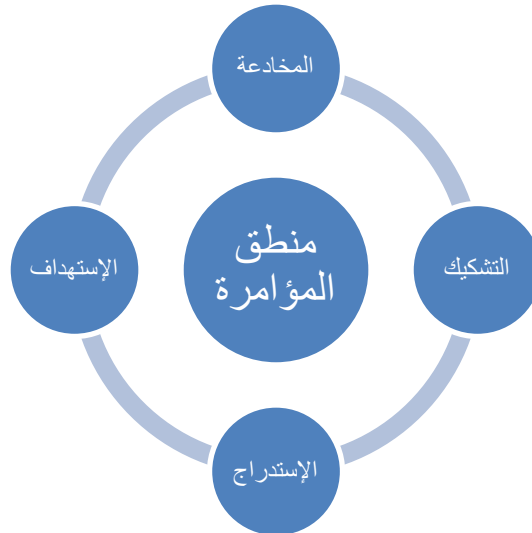 المخادعة
منطق
المؤامرة
التشكيك
الإستهداف
الإستدراج